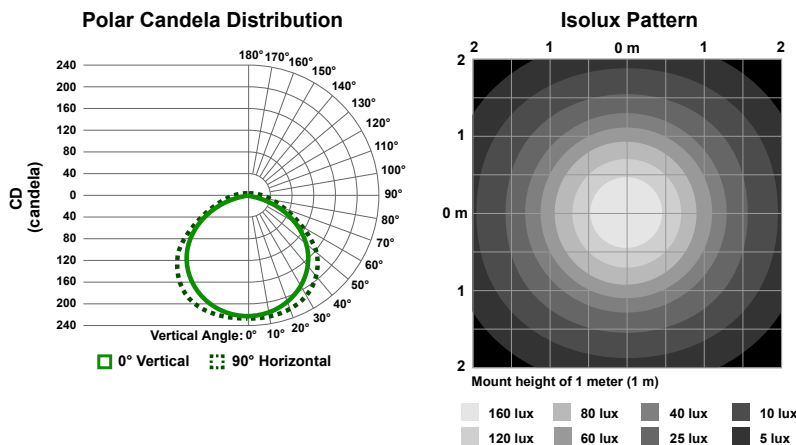 Polar Candela Distribution
240
200
160
120
80
40
0
40
80
120
160
200
240
CD
(candela)
180°
170°
160°
150°
140°
130°
120°
110°
100°
90°
80°
70°
60°
50°
40°
30°
20°
10°
Vertical Angle: 0°
0° Vertical
90° Horizontal
Isolux Pattern
2 1 0 m 1 2
2
1
0 m
1
2
Mount height of 1 meter (1 m)
160 lux 80 lux 40 lux 10 lux
120 lux 60 lux 25 lux 5 lux